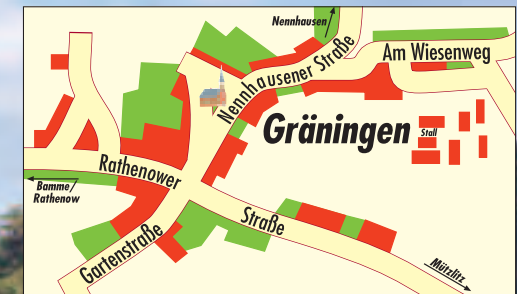 Nennhausen
Am Wiesenweg
Nennhausener Straße
Gräningen
Stall
Rathenower
Straße
Bamme/
Rathenow
Gartenstraße
Mützlitz